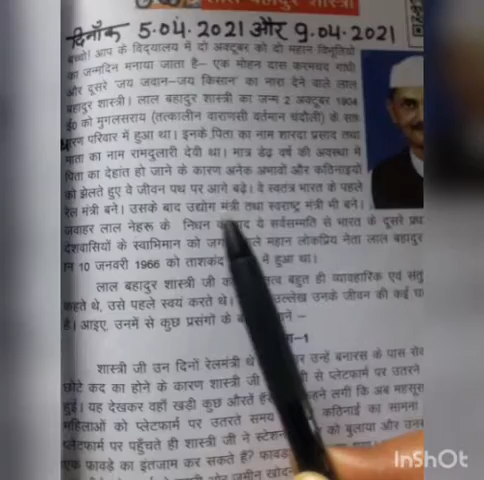 लाल बहादुर शास्त्री
दिनाँक 5.04.2021 और 9.04.2021
बच्चो! आप के विद्यालय में दो अक्टूबर को दो महान विभूतियो
का जन्मदिन मनाया जाता है– एक मोहन दास करमचद गांधी
और दूसरे 'जय जवान–जय किसान' का नारा देने वाले लाल
बहादुर शास्त्री। लाल बहादुर शास्त्री का जन्म 2 अक्टूबर 1904
ई0 को मुगलसराय (तत्कालीन वाराणसी वर्तमान चंदौली) के साधा
रण परिवार में हुआ था। इनके पिता का नाम शारदा प्रसाद तथा
माता का नाम रामदुलारी देवी था। मात्र डेढ़ वर्ष की अवस्था में
पिता का देहांत हो जाने के कारण अनेक अभावों और कठिनाइयों
को झेलते हुए वे जीवन पथ पर आगे बढ़े। वे स्वतंत्र भारत के पहले
रेल मंत्री बने। उसके बाद उद्योग मंत्री तथा स्वराष्ट्र मंत्री भी बने।
जवाहर लाल नेहरू के निधन के बाद ये सर्वसम्मति से भारत के दूसरे
देशवासियों के स्वाभिमान को वाले महान लोकप्रिय नेता लाल बहादुर
10 जनवरी 1966 को ताशकंद में हुआ था।
लाल बहादुर शास्त्री जी बहुत ही व्यावहारिक एवं
कहते थे, उसे पहले स्वयं करते थे। उल्लेख उनके जीवन की कई
है। आइए, उनमें से कुछ प्रसंगों के
–1
शास्त्री जी उन दिनों रेलमंत्री थे उन्हें बनारस के पास
छोटे कद का होने के कारण शास्त्री जी से प्लेटफार्म पर उतरने
हुई। यह देखकर वहाँ खड़ी कुछ औरतें लगीं कि अब महसूस
महिलाओं को प्लेटफार्म पर उतरते समय कठिनाई का सामना
प्लेटफार्म पर पहुँचते ही शास्त्री जी ने को बुलाया और
एक फावड़े का इंतजाम कर सकते हैं?
जमीन खोदन
InShOt